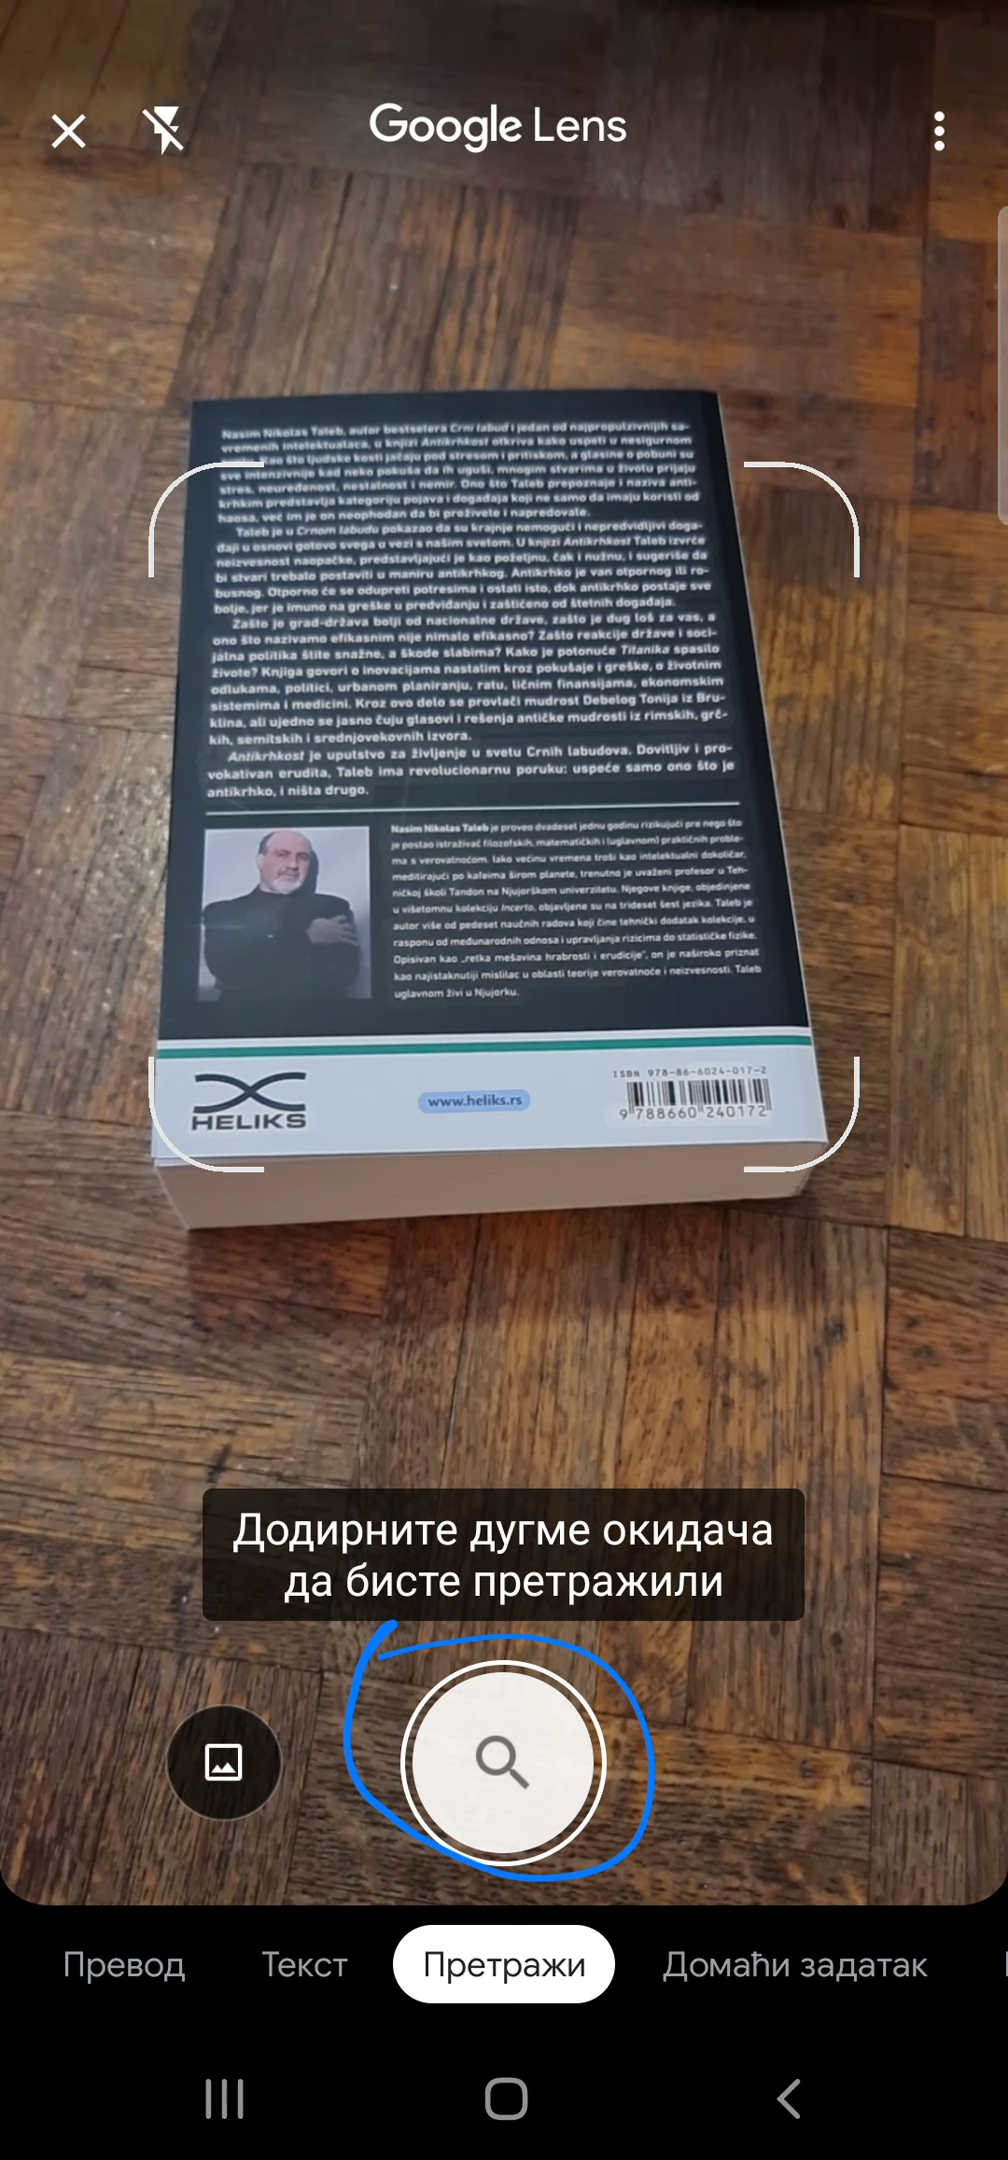 Google Lens
Nasim Nikolas Taleb, autor bestselera Crni labud i jedan od najpropulzivnijih sa-
vremenih intelektualaca, u knjizi Antikrhkost otkriva kako uspeti u nesigurnom
Kao što ljudske kosti jačaju pod stresom i pritiskom, a glasine o pobuni su
sve intenzivnije kad neko pokuša da ih uguši, mnogim stvarima u životu prijaju
stres, neuređenost, nestalnost i nemir. Ono što Taleb prepoznaje i naziva anti-
krhkim predstavlja kategoriju pojava i događaja koji ne samo da imaju koristi od
haosa, već im je on neophodan da bi preživele i napredovale.
Taleb je u Crnom labudu pokazao da su krajnje nemogući i nepredvidljivi doga-
đaji u osnovi gotovo svega u vezi s našim svetom. U knjizi Antikrhkost Taleb izvrće
neizvesnost naopačke, predstavljajući je kao poželjnu, čak i nužnu, i sugeriše da
bi stvari trebalo postaviti u maniru antikrhkog. Antikrhko je van otpornog ili ro-
busnog. Otporno će se odupreti potresima i ostati isto, dok antikrhko postaje sve
bolje, jer je imuno na greške u predviđanju i zaštićeno od štetnih događaja.
Zašto je grad-država bolji od nacionalne države, zašto je dug loš za vas, a
ono što nazivamo efikasnim nije nimalo efikasno? Zašto reakcije države i soci-
jalna politika štite snažne, a škode slabima? Kako je potonuće Titanika spasilo
živote? Knjiga govori o inovacijama nastalim kroz pokušaje i greške, o životnim
odlukama, politici, urbanom planiranju, ratu, ličnim finansijama, ekonomskim
sistemima i medicini. Kroz ovo delo se provlači mudrost Debelog Tonija iz Bru-
klina, ali ujedno se jasno čuju glasovi i rešenja antičke mudrosti iz rimskih, grč-
kih, semitskih i srednjovekovnih izvora.
Antikrhkost je uputstvo za življenje u svetu Crnih labudova. Dovitljiv i pro-
vokativan erudita, Taleb ima revolucionarnu poruku: uspeće samo ono što je
antikrhko, i ništa drugo.
Nasim Nikolas Taleb je proveo dvadeset jednu godinu rizikujući pre nego što
je postao istraživač filozofskih, matematičkih i (uglavnom) praktičnih proble-
ma s verovatnoćom. Iako većinu vremena troši kao intelektualni dokoličar,
meditirajući po kafeima širom planete, trenutno je uvaženi profesor u Teh-
ničkoj školi Tandon na Njujorškom univerzitetu. Njegove knjige, objedinjene
u višetomnu kolekciju Incerto, objavljene su na trideset šest jezika. Taleb je
autor više od pedeset naučnih radova koji čine tehnički dodatak kolekcije, u
rasponu od međunarodnih odnosa i upravljanja rizicima do statističke fizike.
Opisivan kao „retka mešavina hrabrosti i erudicije", on je naširoko priznat
kao najistaknutiji mislilac u oblasti teorije verovatnoće i neizvesnosti. Taleb
uglavnom živi u Njujorku.
HELIKS
www.heliks.rs
ISBN 978-86-6024-017-2
9 788660 240172
Додирните дугме окидача
да бисте претражили
Превод Текст Претражи Домаћи задатак